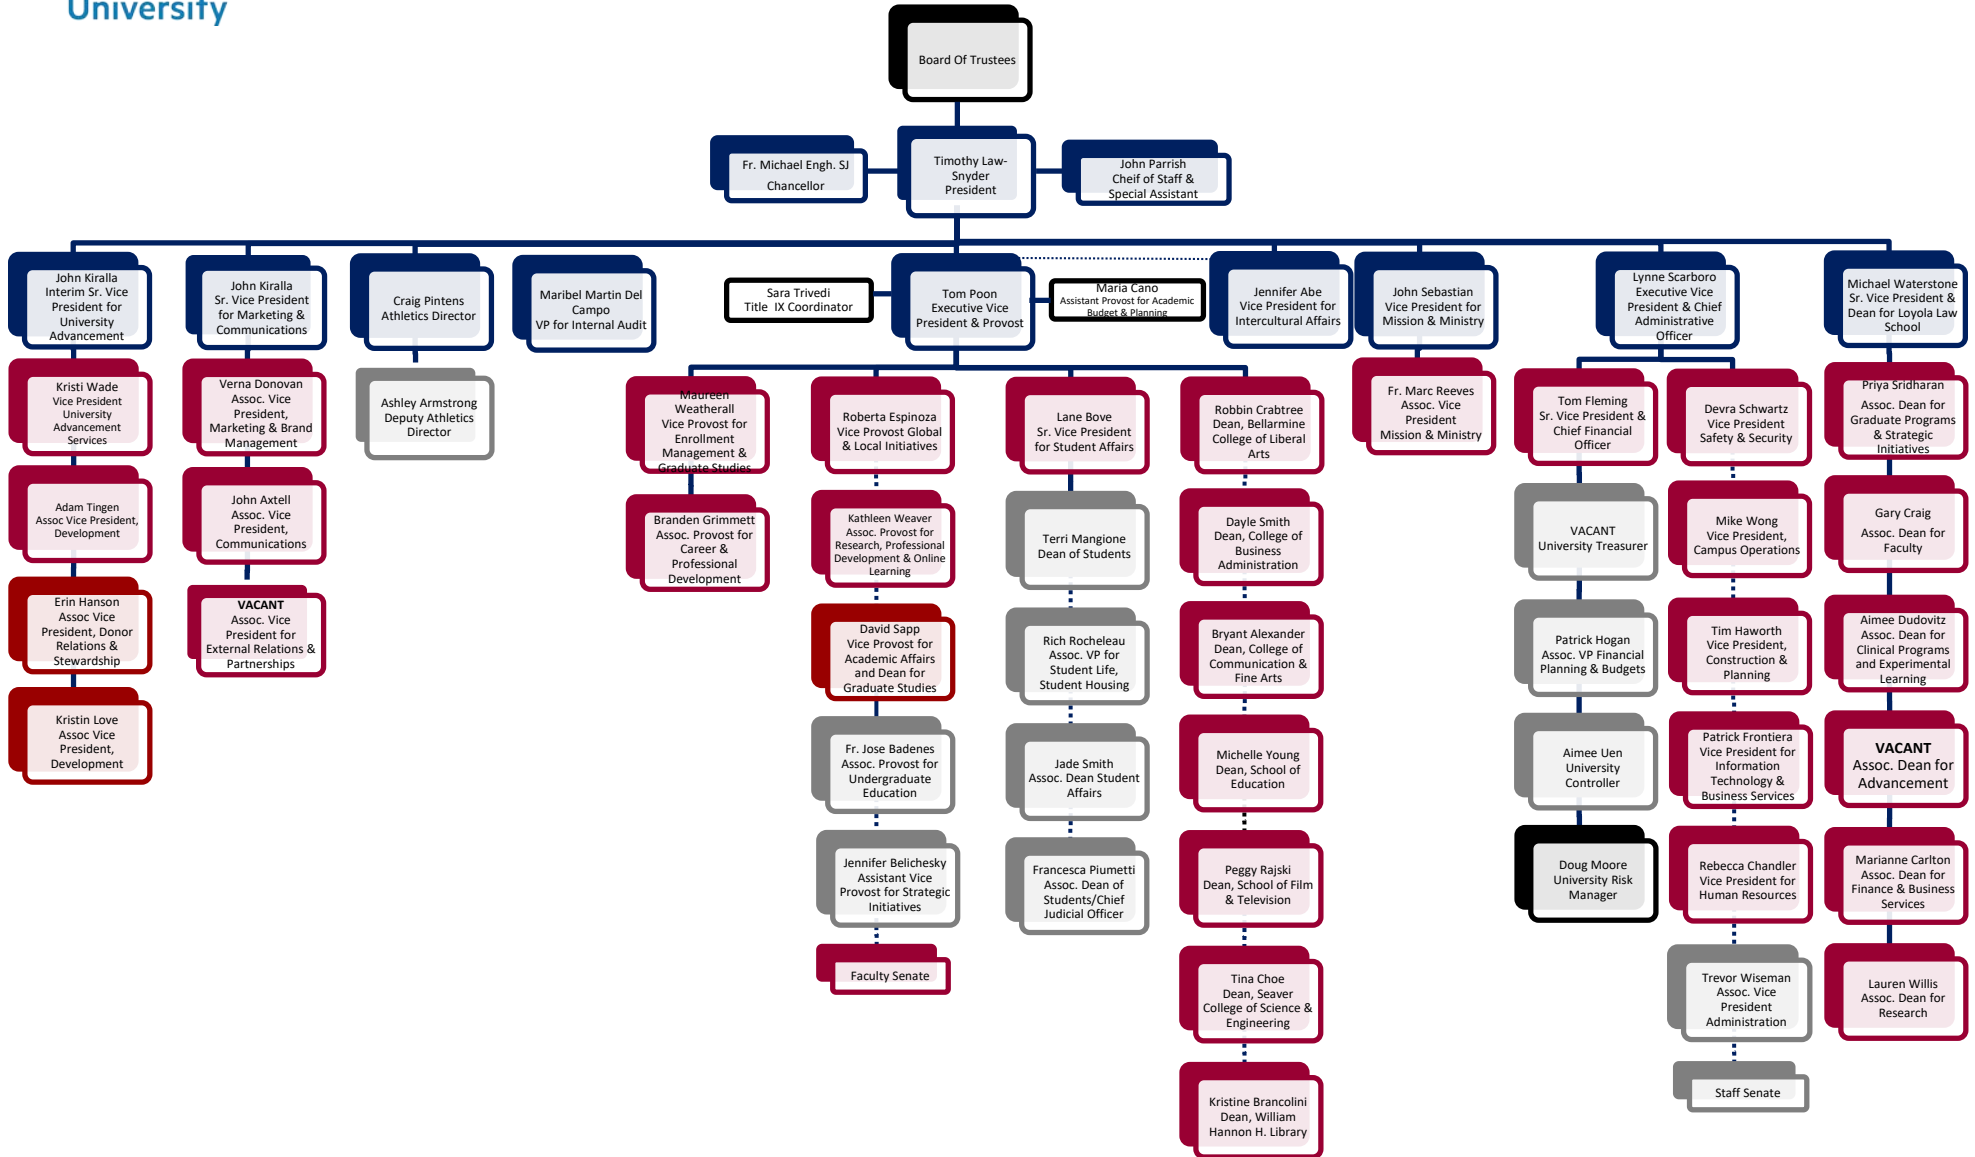 University
Board Of Trustees
Fr. Michael Engh. SJ
Chancellor
Timothy Law-
Snyder
President
John Parrish
Cheif of Staff &
Special Assistant
John Kiralla
Interim Sr. Vice
President for
University
Advancement
John Kiralla
Sr. Vice President
for Marketing &
Communications
Craig Pintens
Athletics Director
Maribel Martin Del
Campo
VP for Internal Audit
Sara Trivedi
Title IX Coordinator
Tom Poon
Executive Vice
President & Provost
Maria Cano
Assistant Provost for Academic
Budget & Planning
Jennifer Abe
Vice President for
Intercultural Affairs
John Sebastian
Vice President for
Mission & Ministry
Lynne Scarboro
Executive Vice
President & Chief
Administrative
Officer
Michael Waterstone
Sr. Vice President &
Dean for Loyola Law
School
Kristi Wade
Vice President
University
Advancement
Services
Adam Tingen
Assoc Vice President,
Development
Erin Hanson
Assoc Vice
President, Donor
Relations &
Stewardship
Kristin Love
Assoc Vice
President,
Development
Verna Donovan
Assoc. Vice
President,
Marketing & Brand
Management
John Axtell
Assoc. Vice
President,
Communications
VACANT
Assoc. Vice
President for
External Relations &
Partnerships
Ashley Armstrong
Deputy Athletics
Director
Maureen
Weatherall
Vice Provost for
Enrollment
Management &
Graduate Studies
Branden Grimmett
Assoc. Provost for
Career &
Professional
Development
Roberta Espinoza
Vice Provost Global
& Local Initiatives
Kathleen Weaver
Assoc. Provost for
Research, Professional
Development & Online
Learning
David Sapp
Vice Provost for
Academic Affairs
and Dean for
Graduate Studies
Fr. Jose Badenes
Assoc. Provost for
Undergraduate
Education
Jennifer Belichesky
Assistant Vice
Provost for Strategic
Initiatives
Faculty Senate
Lane Bove
Sr. Vice President
for Student Affairs
Terri Mangione
Dean of Students
Rich Rocheleau
Assoc. VP for
Student Life,
Student Housing
Jade Smith
Assoc. Dean Student
Affairs
Francesca Piumetti
Assoc. Dean of
Students/Chief
Judicial Officer
Robbin Crabtree
Dean, Bellarmine
College of Liberal
Arts
Dayle Smith
Dean, College of
Business
Administration
Bryant Alexander
Dean, College of
Communication &
Fine Arts
Michelle Young
Dean, School of
Education
Peggy Rajski
Dean, School of Film
& Television
Tina Choe
Dean, Seaver
College of Science &
Engineering
Kristine Brancolini
Dean, William
Hannon H. Library
Fr. Marc Reeves
Assoc. Vice
President
Mission & Ministry
Tom Fleming
Sr. Vice President &
Chief Financial
Officer
VACANT
University Treasurer
Patrick Hogan
Assoc. VP Financial
Planning & Budgets
Aimee Uen
University
Controller
Doug Moore
University Risk
Manager
Devra Schwartz
Vice President
Safety & Security
Mike Wong
Vice President,
Campus Operations
Tim Haworth
Vice President,
Construction &
Planning
Patrick Frontiera
Vice President for
Information
Technology &
Business Services
Rebecca Chandler
Vice President for
Human Resources
Trevor Wiseman
Assoc. Vice
President
Administration
Staff Senate
Priya Sridharan
Assoc. Dean for
Graduate Programs
& Strategic
Initiatives
Gary Craig
Assoc. Dean for
Faculty
Aimee Dudovitz
Assoc. Dean for
Clinical Programs
and Experimental
Learning
VACANT
Assoc. Dean for
Advancement
Marianne Carlton
Assoc. Dean for
Finance & Business
Services
Lauren Willis
Assoc. Dean for
Research